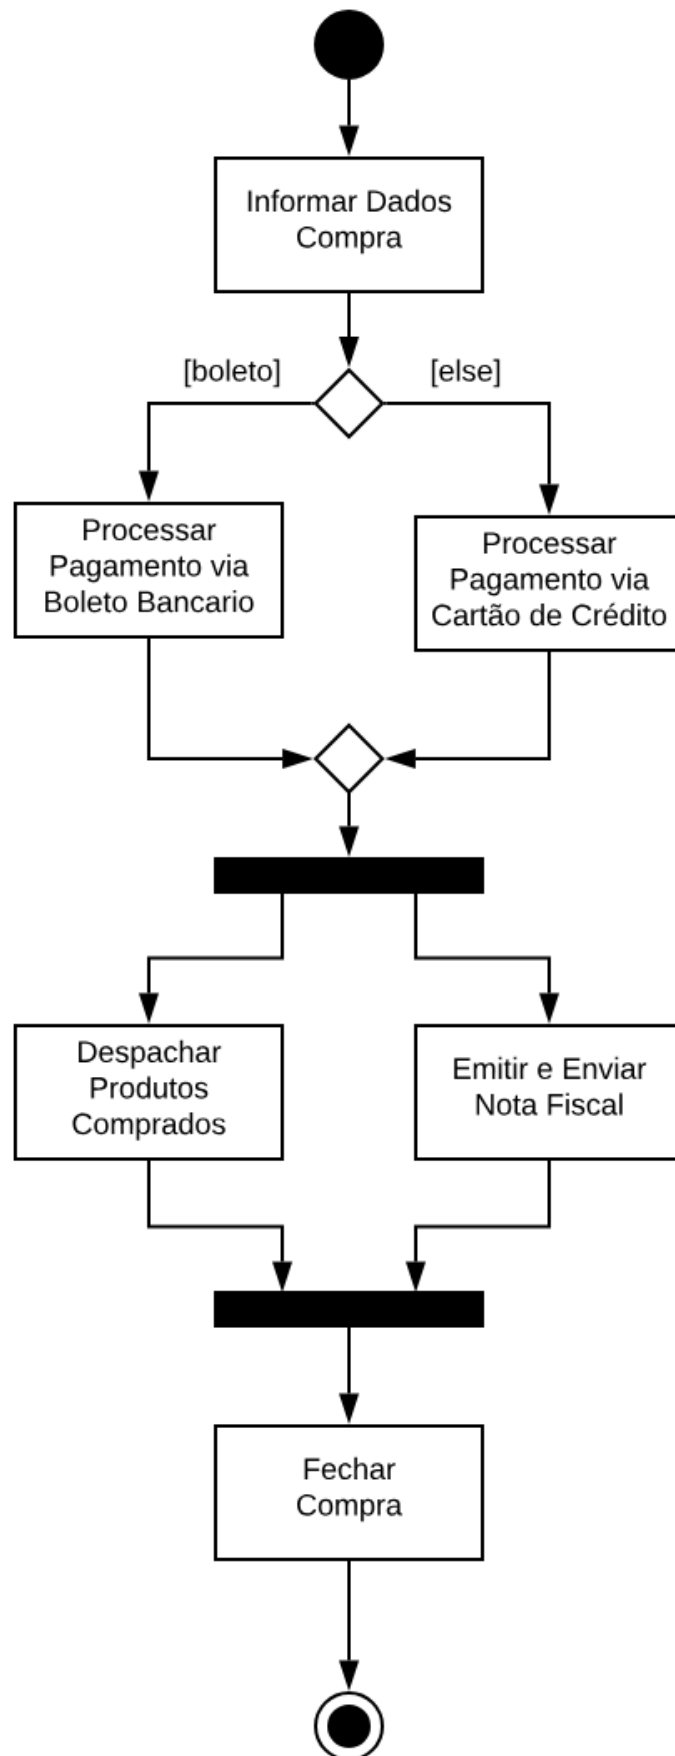 Informar Dados
Compra
[boleto]
[else]
Processar
Pagamento via
Boleto Bancario
Processar
Pagamento via
Cartão de Crédito
Despachar
Produtos
Comprados
Emitir e Enviar
Nota Fiscal
Fechar
Compra